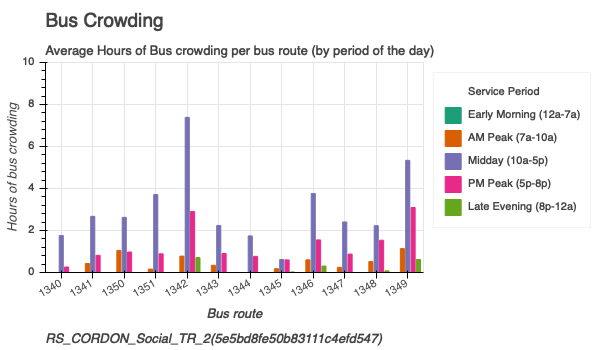 Bus Crowding
Average Hours of Bus crowding per bus route (by period of the day)
10
8
6
4
2
0
Hours of bus crowding
1340
1341
1350
1351
1342
1343
1344
1345
1346
1347
1348
1349
Bus route
Service Period
Early Morning (12a-7a)
AM Peak (7a-10a)
Midday (10a-5p)
PM Peak (5p-8p)
Late Evening (8p-12a)
RS_CORDON_Social_TR_2(5e5bd8fe50b83111c4efd547)